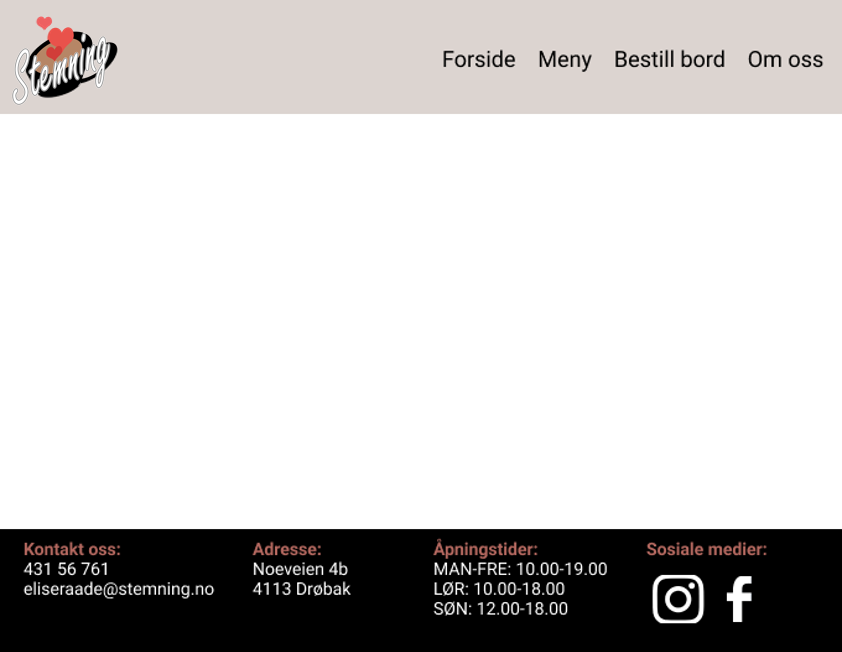 Stemning
Forside Meny Bestill bord Om oss
Kontakt oss:
431 56 761
eliseraade@stemning.no
Adresse:
Noeveien 4b
4113 Drøbak
Åpningstider:
MAN-FRE: 10.00-19.00
LØR: 10.00-18.00
SØN: 12.00-18.00
Sosiale medier: